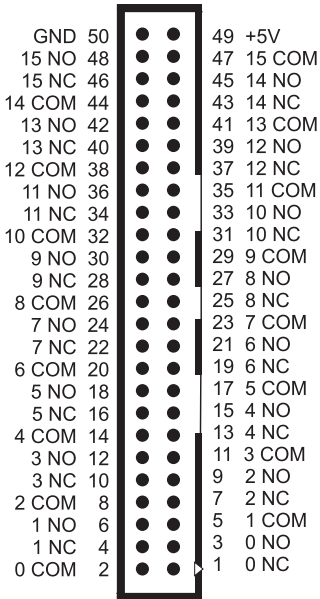 GND 50 49 +5V
15 NO 48 47 15 COM
15 NC 46 45 14 NO
14 COM 44 43 14 NC
13 NO 42 41 13 COM
13 NC 40 39 12 NO
12 COM 38 37 12 NC
11 NO 36 35 11 COM
11 NC 34 33 10 NO
10 COM 32 31 10 NC
9 NO 30 29 9 COM
9 NC 28 27 8 NO
8 COM 26 25 8 NC
7 NO 24 23 7 COM
7 NC 22 21 6 NO
6 COM 20 19 6 NC
5 NO 18 17 5 COM
5 NC 16 15 4 NO
4 COM 14 13 4 NC
3 NO 12 11 3 COM
3 NC 10 9 2 NO
2 COM 8 7 2 NC
1 NO 6 5 1 COM
1 NC 4 3 0 NO
0 COM 2 1 0 NC